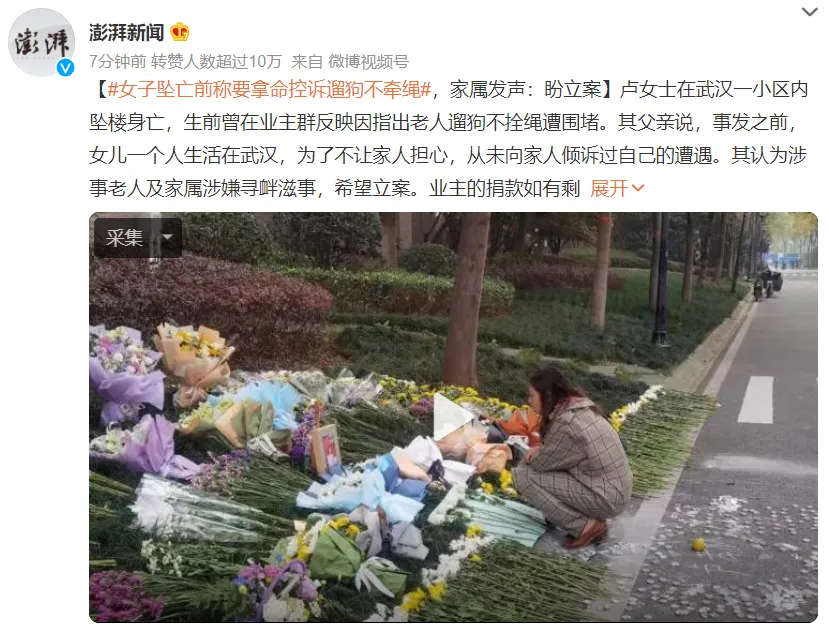 澎湃
澎湃新闻
7分钟前 转赞人数超过10万 来自 微博视频号
【#女子坠亡前称要拿命控诉遛狗不牵绳#，家属发声：盼立案】卢女士在武汉一小区内
坠楼身亡，生前曾在业主群反映因指出老人遛狗不拴绳遭围堵。其父亲说，事发之前，
女儿一个人生活在武汉，为了不让家人担心，从未向家人倾诉过自己的遭遇。其认为涉
事老人及家属涉嫌寻衅滋事，希望立案。业主的捐款如有剩 展开
采集